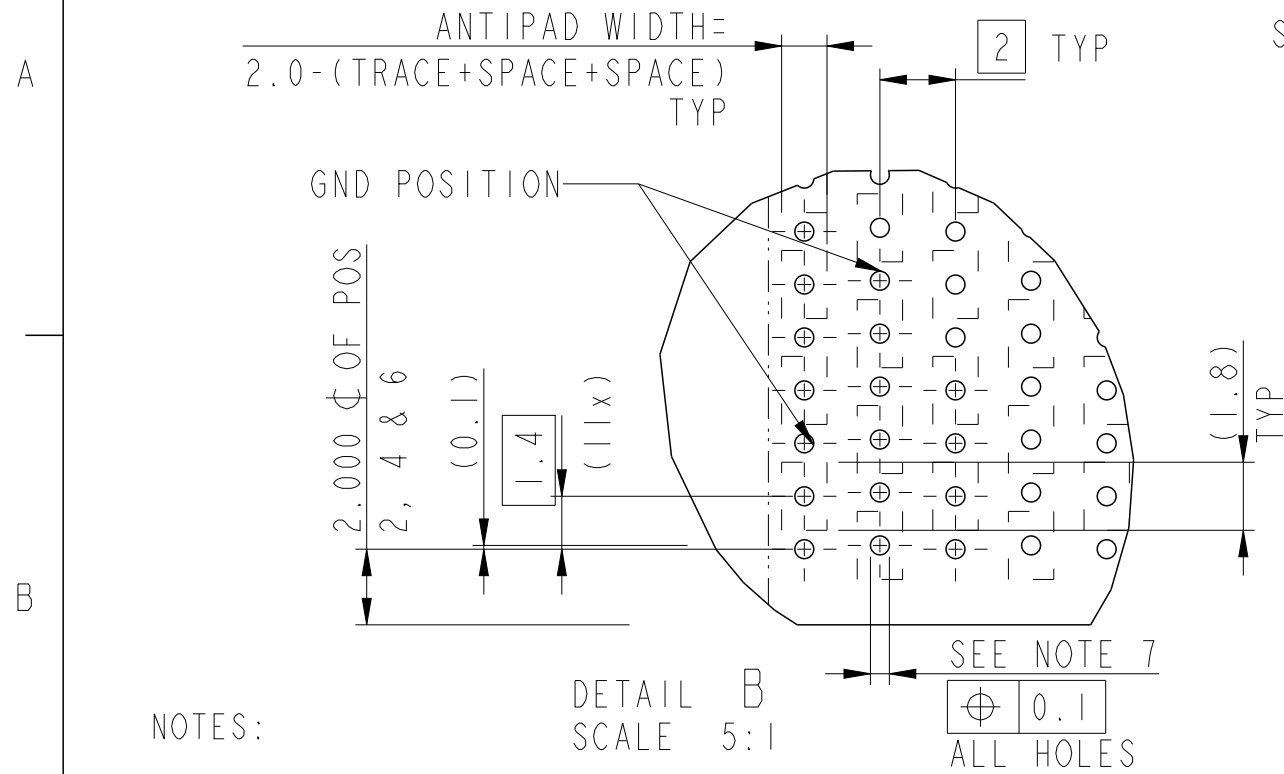 ANTIPAD WIDTH=
2.0-(TRACE+SPACE+SPACE)
TYP
2 TYP
S
A
GND POSITION
2.000 ℄ OF POS
2, 4 & 6
(0.1)
1.4
(11x)
(1.8)
TYP
B
SEE NOTE 7
0.1
ALL HOLES
DETAIL B
SCALE 5:1
NOTES: